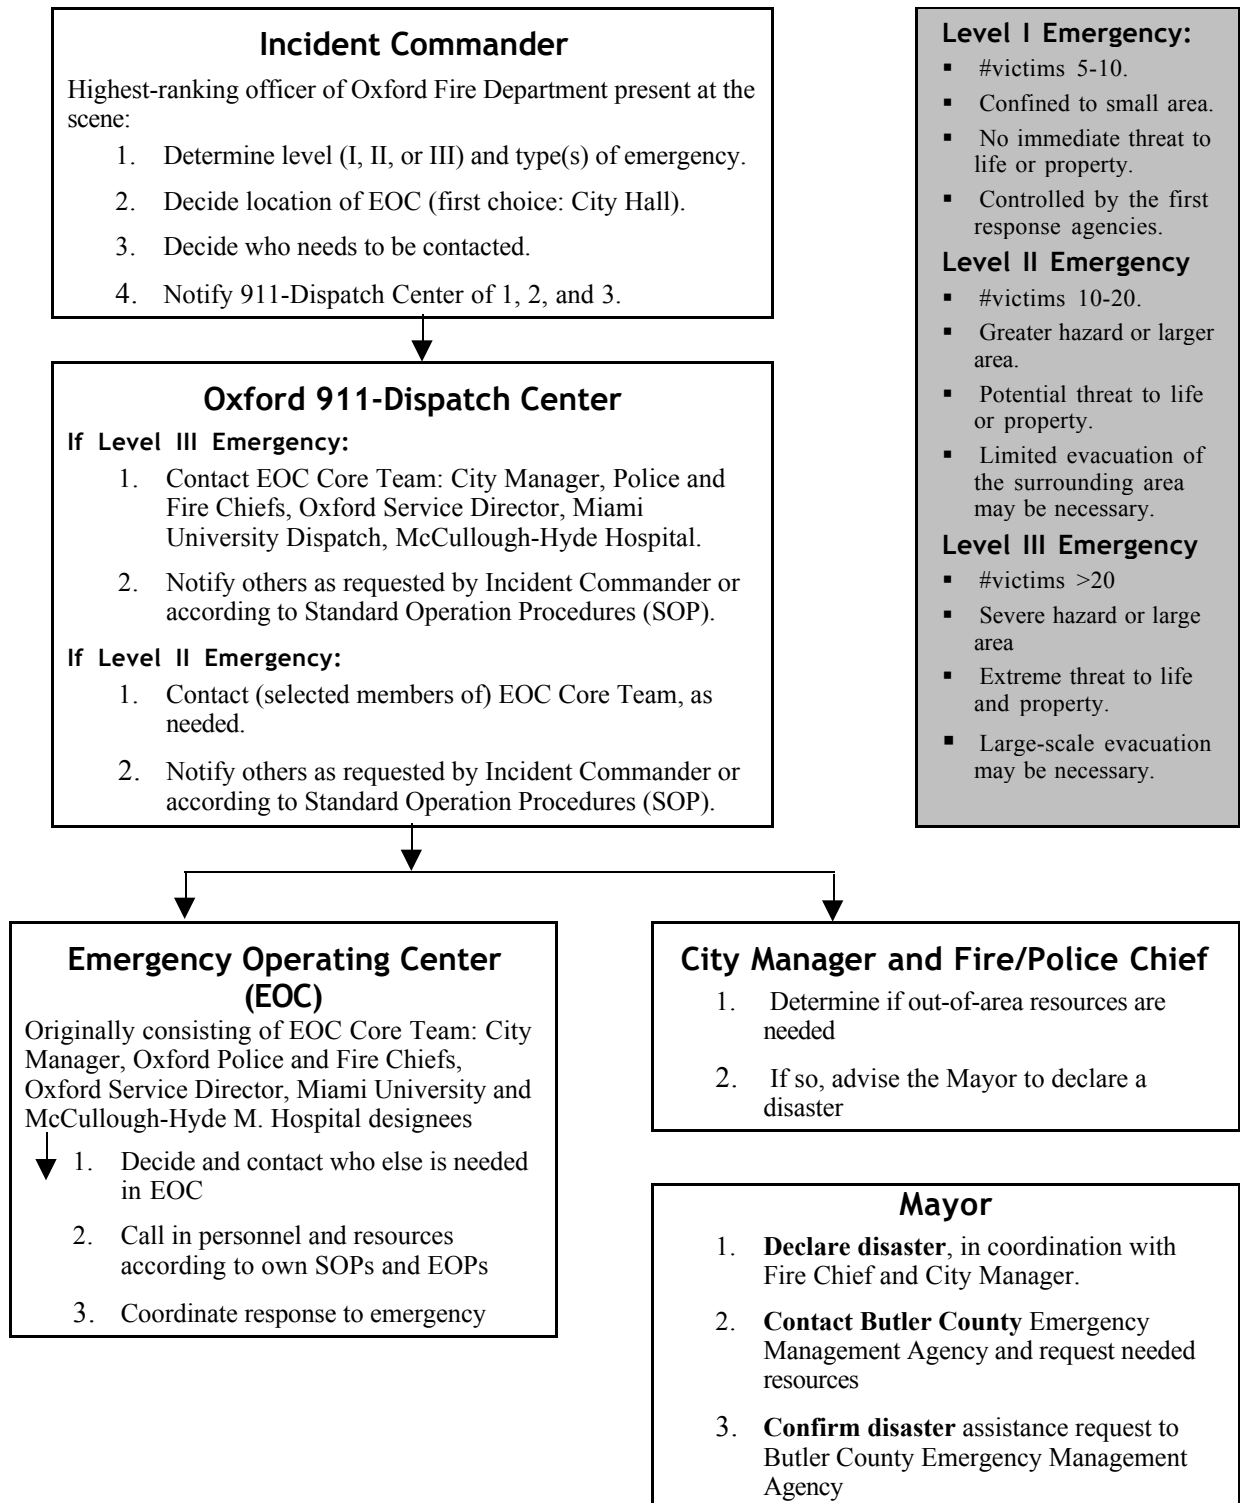 Incident Commander
Highest-ranking officer of Oxford Fire Department present at the
scene:
1. Determine level (I, II, or III) and type(s) of emergency.
2. Decide location of EOC (first choice: City Hall).
3. Decide who needs to be contacted.
4. Notify 911-Dispatch Center of 1, 2, and 3.
Level I Emergency:
▪ #victims 5-10.
▪ Confined to small area.
▪ No immediate threat to
life or property.
▪ Controlled by the first
response agencies.
Level II Emergency
▪ #victims 10-20.
▪ Greater hazard or larger
area.
▪ Potential threat to life
or property.
▪ Limited evacuation of
the surrounding area
may be necessary.
Level III Emergency
▪ #victims >20
▪ Severe hazard or large
area
▪ Extreme threat to life
and property.
▪ Large-scale evacuation
may be necessary.
Oxford 911-Dispatch Center
If Level III Emergency:
1. Contact EOC Core Team: City Manager, Police and
Fire Chiefs, Oxford Service Director, Miami
University Dispatch, McCullough-Hyde Hospital.
2. Notify others as requested by Incident Commander or
according to Standard Operation Procedures (SOP).
If Level II Emergency:
1. Contact (selected members of) EOC Core Team, as
needed.
2. Notify others as requested by Incident Commander or
according to Standard Operation Procedures (SOP).
Emergency Operating Center
(EOC)
Originally consisting of EOC Core Team: City
Manager, Oxford Police and Fire Chiefs,
Oxford Service Director, Miami University and
McCullough-Hyde M. Hospital designees
1. Decide and contact who else is needed
in EOC
2. Call in personnel and resources
according to own SOPs and EOPs
3. Coordinate response to emergency
City Manager and Fire/Police Chief
1. Determine if out-of-area resources are
needed
2. If so, advise the Mayor to declare a
disaster
Mayor
1. Declare disaster, in coordination with
Fire Chief and City Manager.
2. Contact Butler County Emergency
Management Agency and request needed
resources
3. Confirm disaster assistance request to
Butler County Emergency Management
Agency